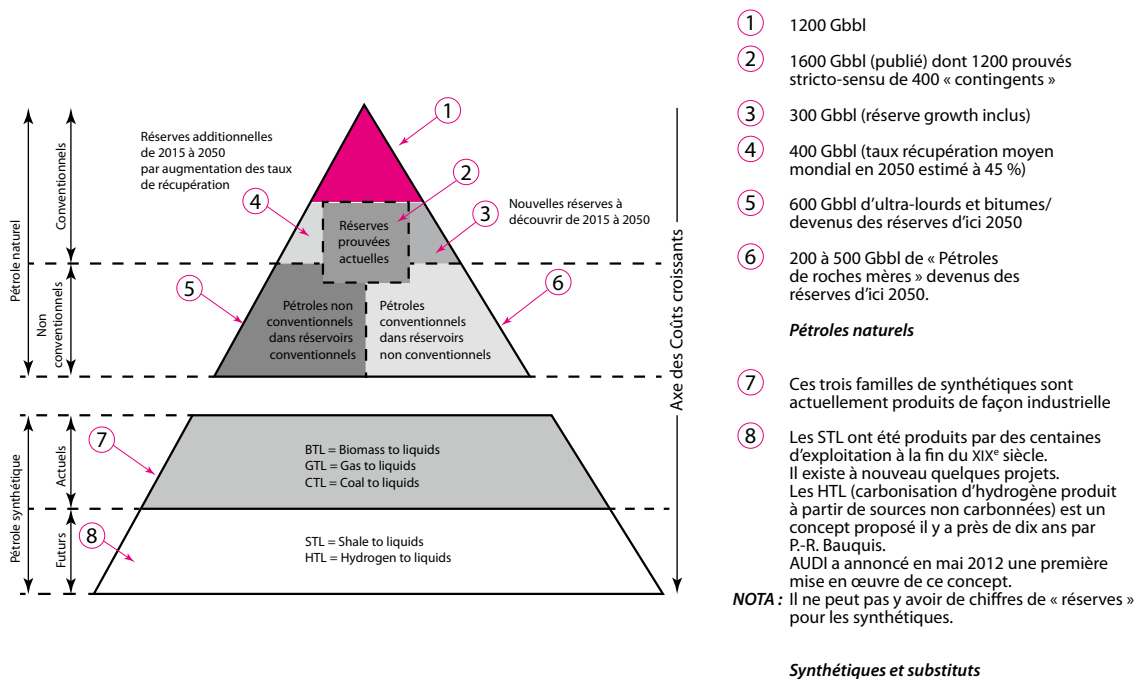 Pétrole naturel
Conventionnels
Non
conventionnels
Réserves additionnelles
de 2015 à 2050
par augmentation des taux
de récupération
1
2
3
4
5
6
Nouvelles réserves à
découvrir de 2015 à 2050
Réserves
prouvées
actuelles
Pétroles non
conventionnels
dans réservoirs
conventionnels
Pétroles
conventionnels
dans réservoirs
non conventionnels
Axe des Coûts croissants
Pétrole synthétique
Actuels
Futurs
7
8
BTL = Biomass to liquids
GTL = Gas to liquids
CTL = Coal to liquids
STL = Shale to liquids
HTL = Hydrogen to liquids
1 1200 Gbbl
2 1600 Gbbl (publié) dont 1200 prouvés
stricto-sensu de 400 « contingents »
3 300 Gbbl (réserve growth inclus)
4 400 Gbbl (taux récupération moyen
mondial en 2050 estimé à 45 %)
5 600 Gbbl d'ultra-lourds et bitumes/
devenus des réserves d'ici 2050
6 200 à 500 Gbbl de « Pétroles
de roches mères » devenus des
réserves d'ici 2050.
Pétroles naturels
7 Ces trois familles de synthétiques sont
actuellement produits de façon industrielle
8 Les STL ont été produits par des centaines
d'exploitation à la fin du XIXe siècle.
Il existe à nouveau quelques projets.
Les HTL (carbonisation d'hydrogène produit
à partir de sources non carbonnées) est un
concept proposé il y a près de dix ans par
P.-R. Bauquis.
AUDI a annoncé en mai 2012 une première
mise en œuvre de ce concept.
NOTA : Il ne peut pas y avoir de chiffres de « réserves »
pour les synthétiques.
Synthétiques et substituts